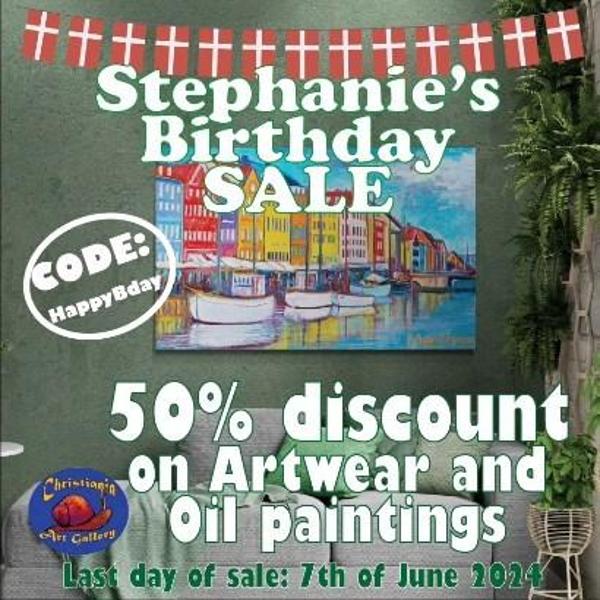 Stephanie's
Birthday
SALE
CODE:
HappyBday
50% discount
on Artwear and
Oil paintings
Christiania
Art Gallery
Last day of sale: 7th of June 2024